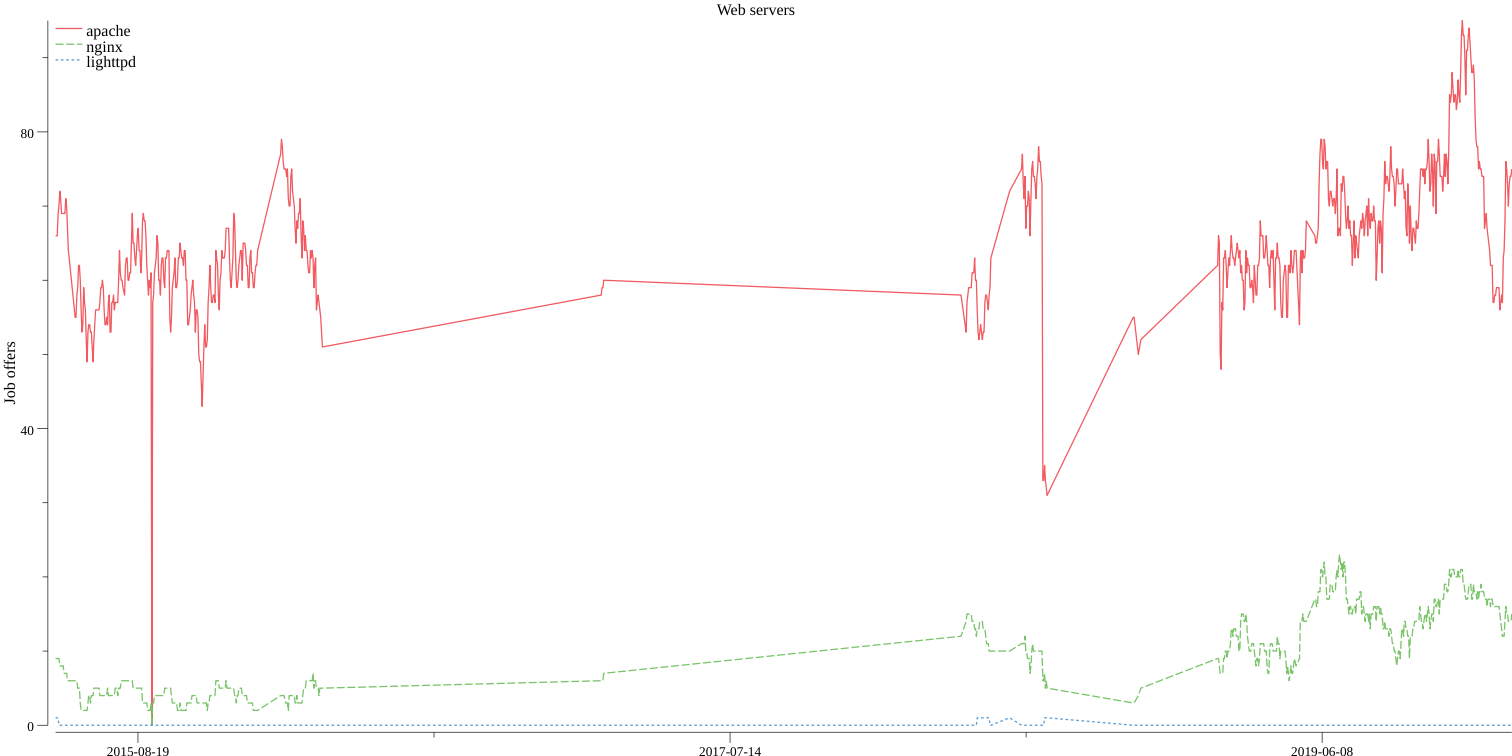 Web servers
apache
nginx
lighttpd
80
Job offers
40
0
2015-08-19
2017-07-14
2019-06-08